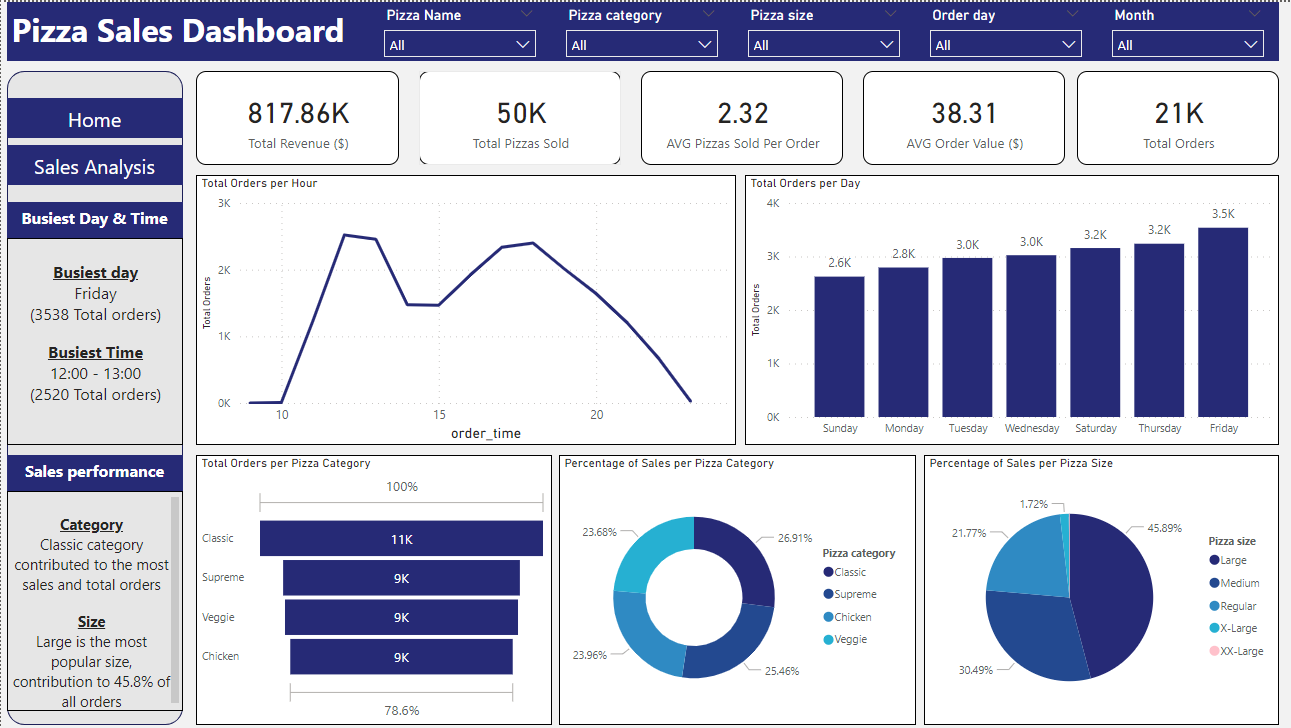 Pizza Sales Dashboard
Pizza Name
All
Pizza category
All
Pizza size
All
Order day
All
Month
All
Home
Sales Analysis
Busiest Day & Time
Busiest day
Friday
(3538 Total orders)
Busiest Time
12:00 - 13:00
(2520 Total orders)
Sales performance
Category
Classic category
contributed to the most
sales and total orders
Size
Large is the most
popular size,
contribution to 45.8% of
all orders
817.86K
Total Revenue ($)
50K
Total Pizzas Sold
2.32
AVG Pizzas Sold Per Order
38.31
AVG Order Value ($)
21K
Total Orders
Total Orders per Hour
Total Orders
3K
2K
1K
0K
10
15
20
order_time
Total Orders per Day
Total Orders
4K
3K
2K
1K
0K
2.6K
2.8K
3.0K
3.0K
3.2K
3.2K
3.5K
Sunday
Monday
Tuesday
Wednesday
Saturday
Thursday
Friday
Total Orders per Pizza Category
100%
Classic
11K
Supreme
9K
Veggie
9K
Chicken
9K
78.6%
Percentage of Sales per Pizza Category
23.68%
26.91%
23.96%
25.46%
Pizza category
Classic
Supreme
Chicken
Veggie
Percentage of Sales per Pizza Size
1.72%
21.77%
45.89%
30.49%
Pizza size
Large
Medium
Regular
X-Large
XX-Large